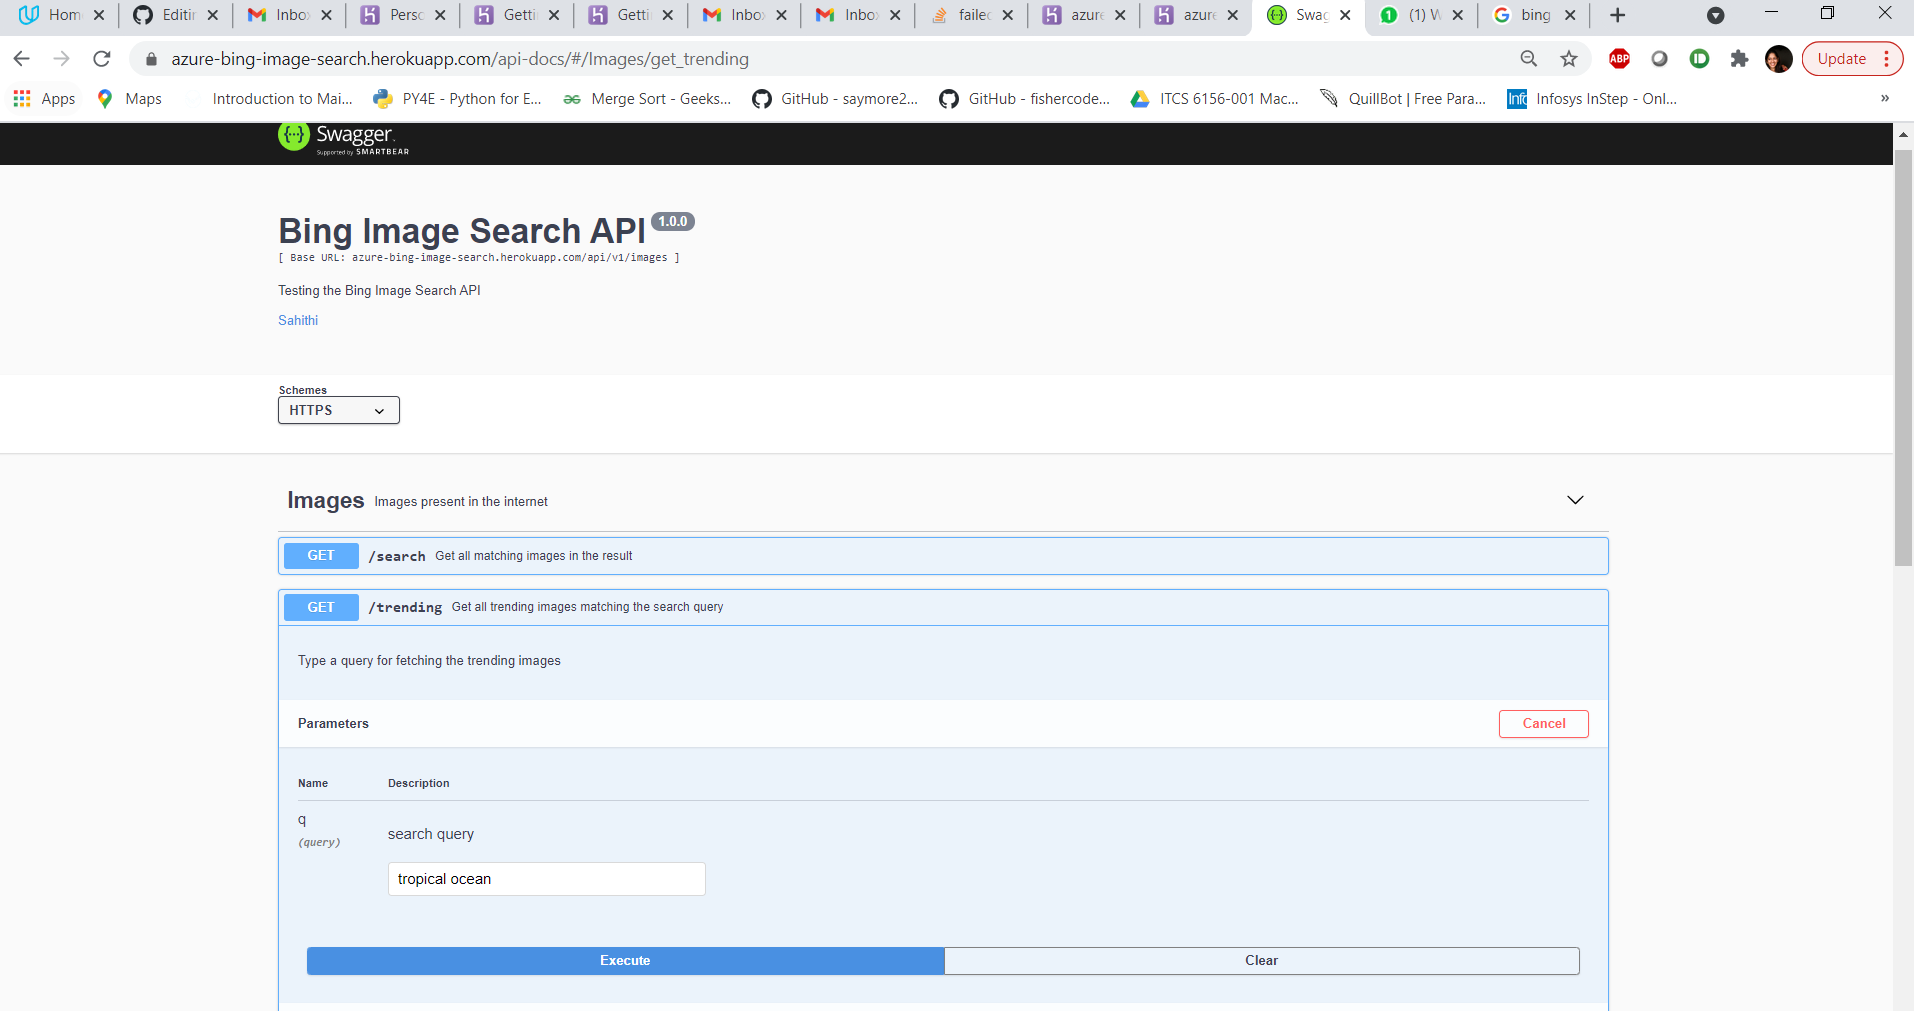 Hom
Editin
Inbox
Perso
Getti
Getti
Inbox
Inbox
failed
azure
azure
Swag
(1) W
bing
azure-bing-image-search.herokuapp.com/api-docs/#/Images/get_trending
ABP
Update
Apps
Maps
Introduction to Mai...
PY4E - Python for E...
Merge Sort - Geeks...
GitHub - saymore2...
GitHub - fishercode...
ITCS 6156-001 Mac...
QuillBot | Free Para...
Infosys InStep - Onl...
»
{···} Swagger.
Supported by SMARTBEAR
Bing Image Search API 1.0.0
[ Base URL: azure-bing-image-search.herokuapp.com/api/v1/images ]
Testing the Bing Image Search API
Sahithi
Schemes
HTTPS
Images Images present in the internet
GET /search Get all matching images in the result
GET /trending Get all trending images matching the search query
Type a query for fetching the trending images
Parameters
Cancel
Name Description
q
(query)
search query
tropical ocean
Execute
Clear